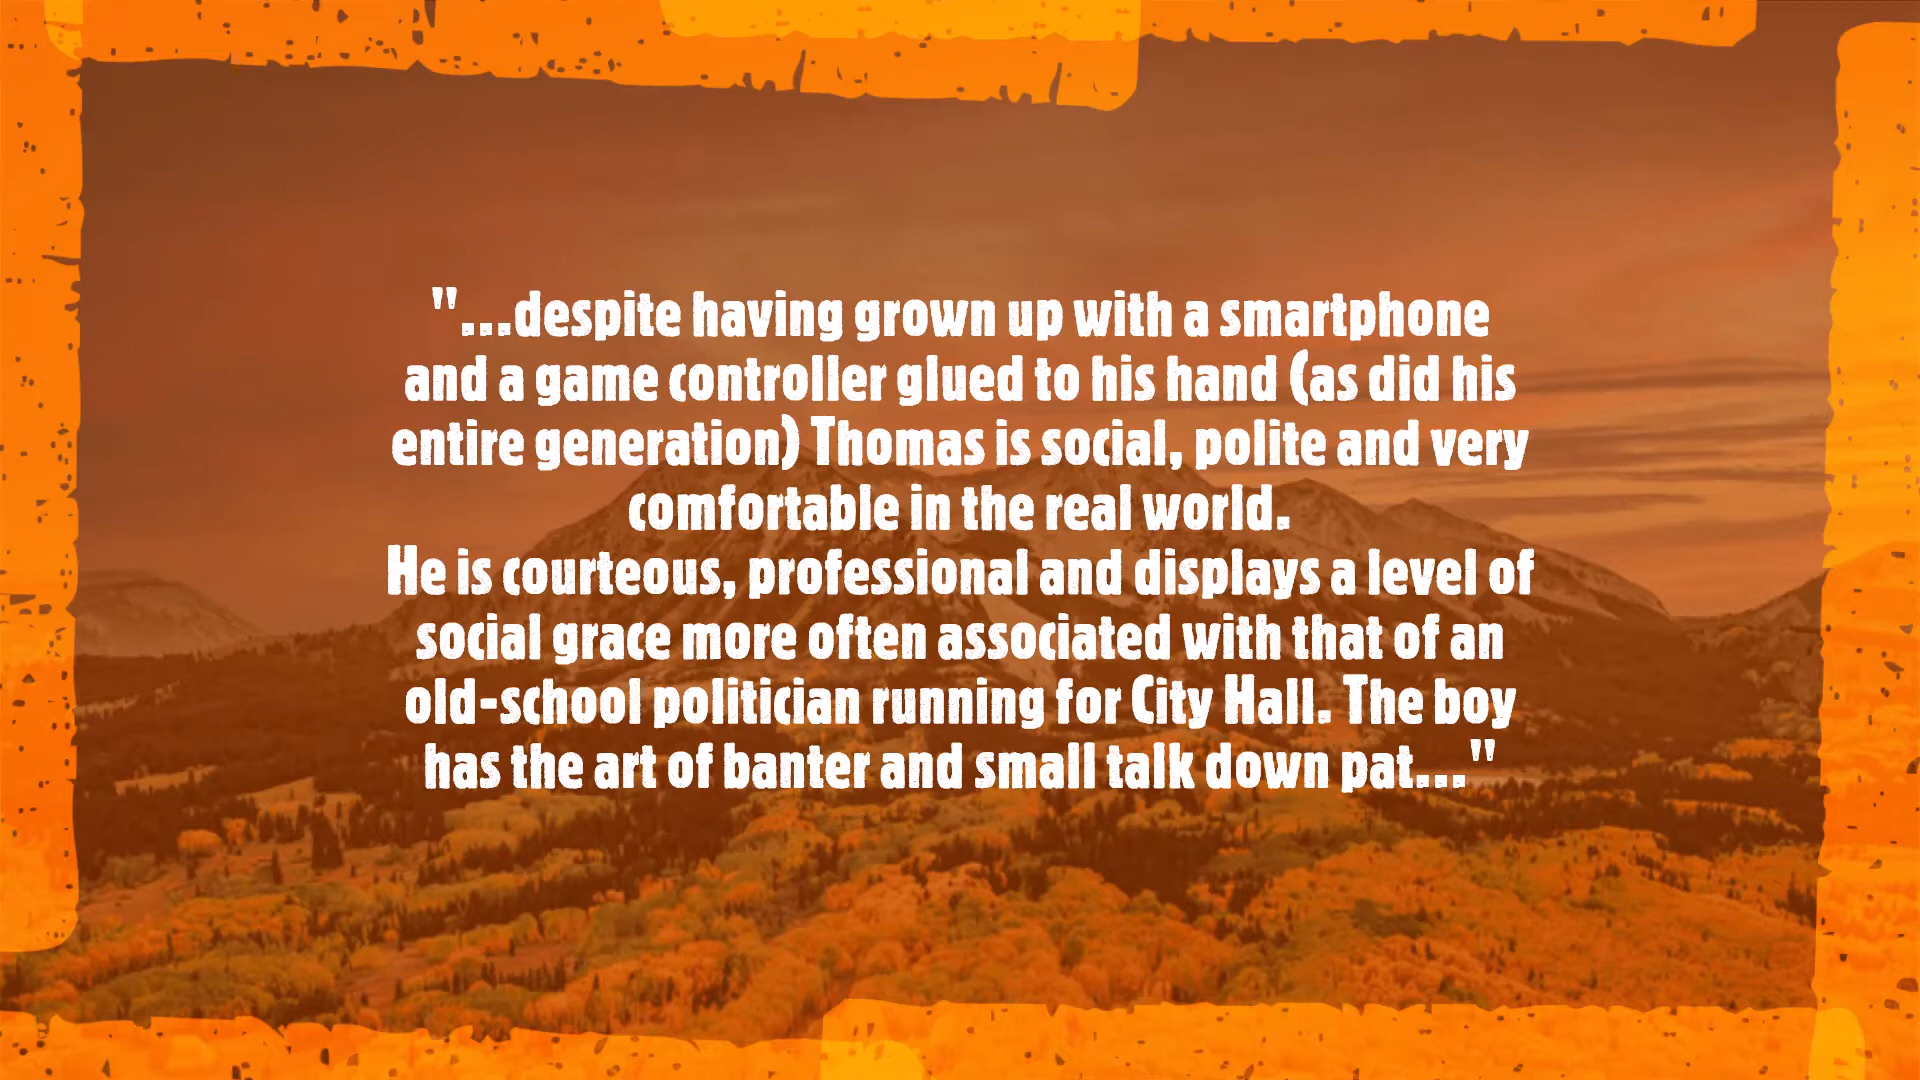 "...despite having grown up with a smartphone
and a game controller glued to his hand (as did his
entire generation) Thomas is social, polite and very
comfortable in the real world.
He is courteous, professional and displays a level of
social grace more often associated with that of an
old-school politician running for City Hall. The boy
has the art of banter and small talk down pat..."